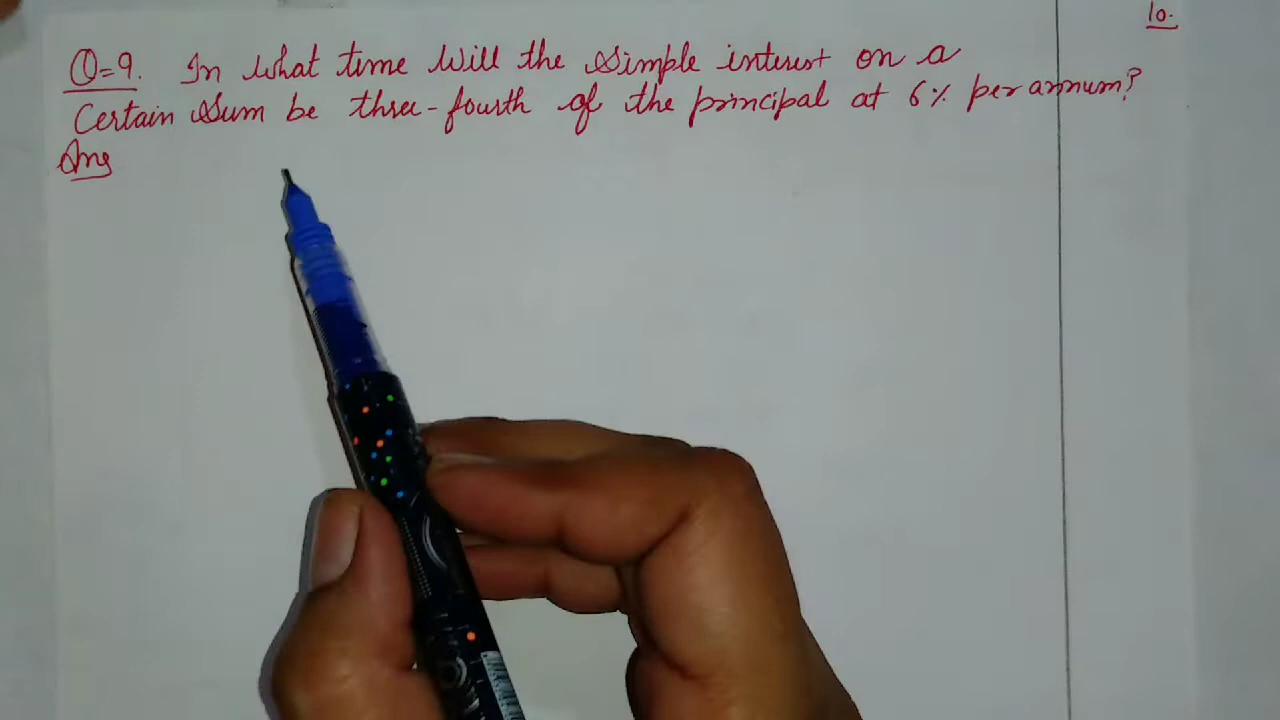 10.
Q=9. In what time will the simple interest on a
Certain sum be three-fourth of the principal at 6% per annum?
Ans